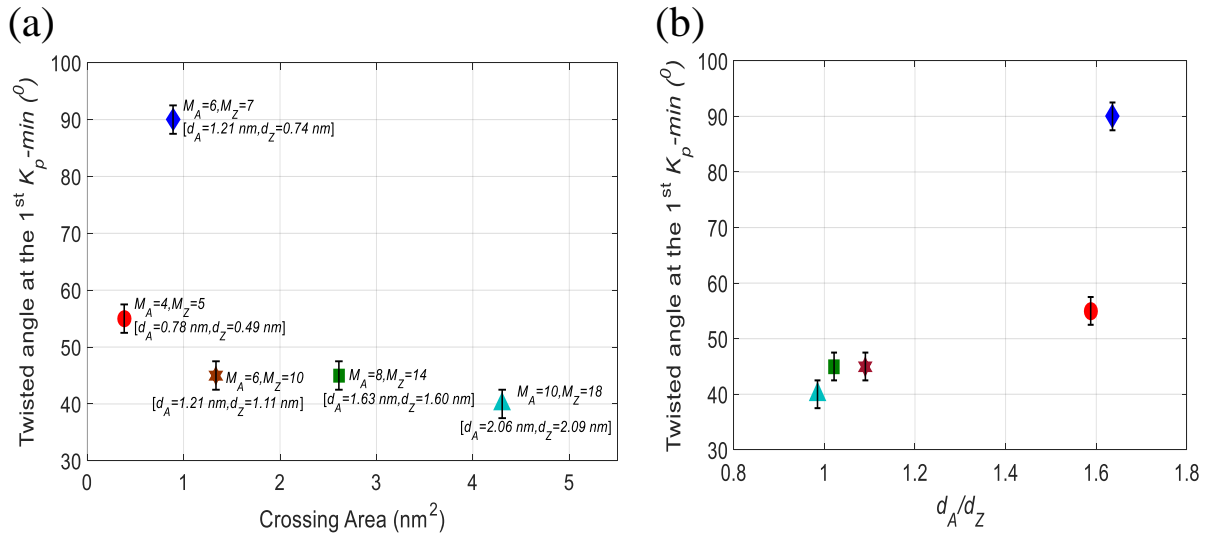 (a)
Twisted angle at the 1st Kp-min (o)
100
90
80
70
60
50
40
30
MA=6,MZ=7
[dA=1.21 nm,dZ=0.74 nm]
MA=4,MZ=5
[dA=0.78 nm,dZ=0.49 nm]
MA=6,MZ=10
[dA=1.21 nm,dZ=1.11 nm]
MA=8,MZ=14
[dA=1.63 nm,dZ=1.60 nm]
MA=10,MZ=18
[dA=2.06 nm,dZ=2.09 nm]
0 1 2 3 4 5
Crossing Area (nm2)
(b)
Twisted angle at the 1st Kp-min (o)
100
90
80
70
60
50
40
30
0.8 1 1.2 1.4 1.6 1.8
dA/dZ